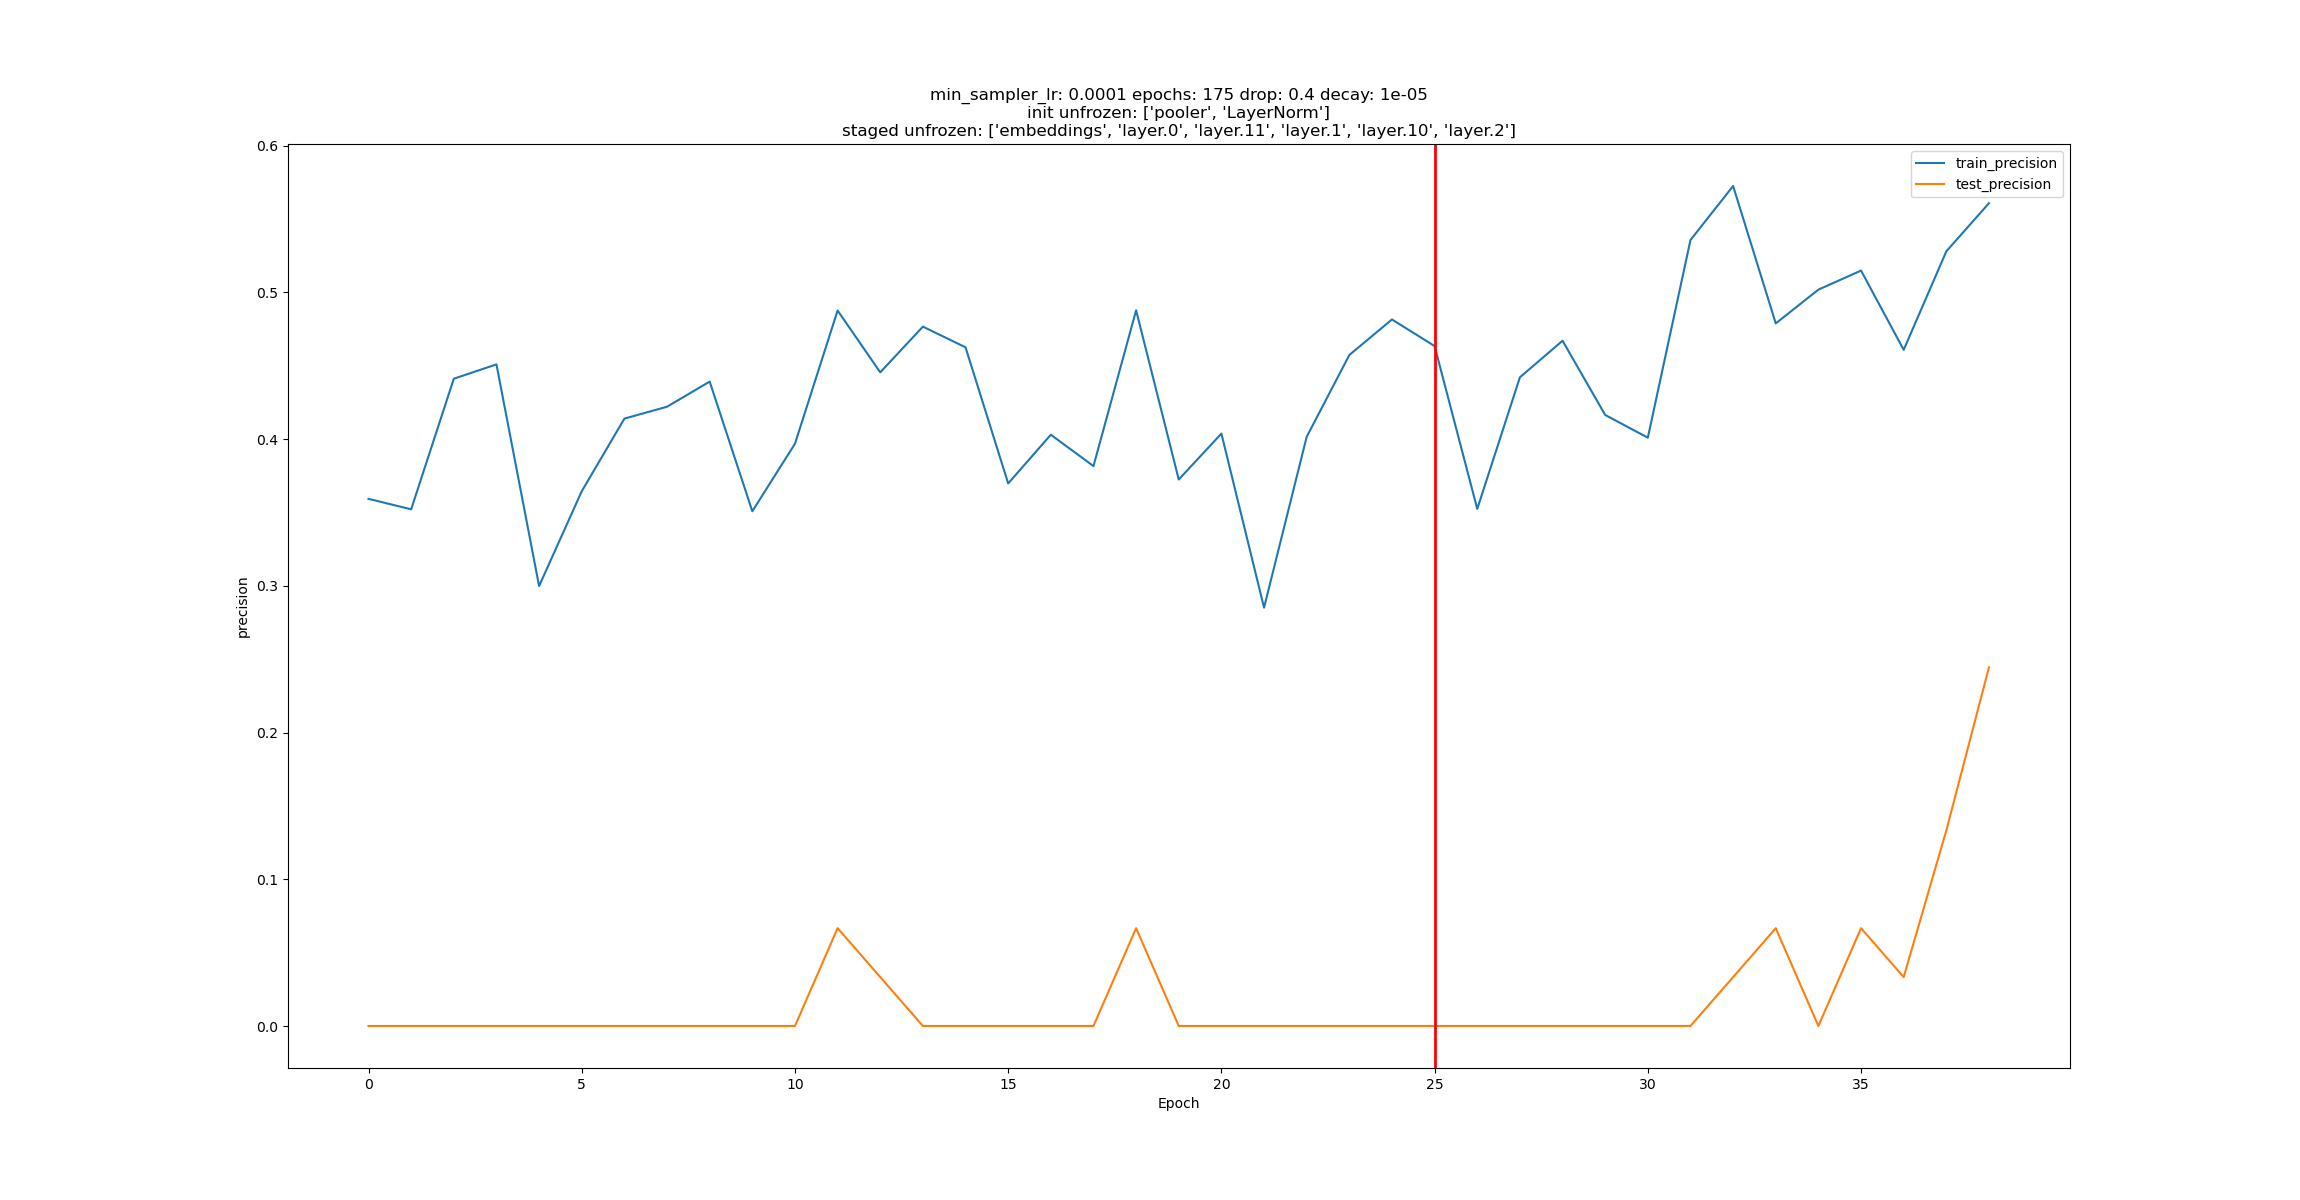 min_sampler_lr: 0.0001 epochs: 175 drop: 0.4 decay: 1e-05
init unfrozen: ['pooler', 'LayerNorm']
staged unfrozen: ['embeddings', 'layer.0', 'layer.11', 'layer.1', 'layer.10', 'layer.2']
train_precision
test_precision
0.6
0.5
0.4
0.3
0.2
0.1
0.0
precision
0
5
10
15
20
25
30
35
Epoch